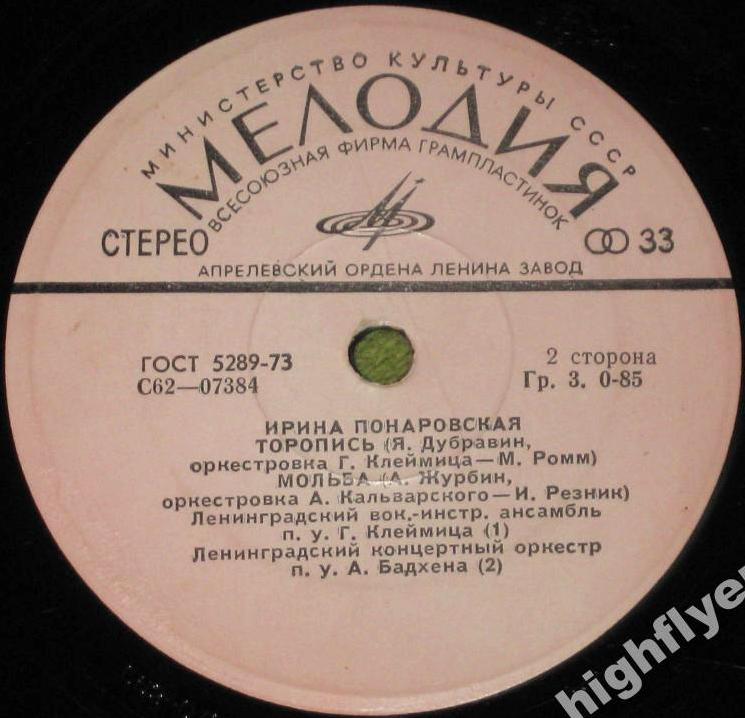 МИНИСТЕРСТВО КУЛЬТУРЫ СССР
МЕЛОДИЯ
ВСЕСОЮЗНАЯ ФИРМА ГРАМПЛАСТИНОК
СТЕРЕО
33
АПРЕЛЕВСКИЙ ОРДЕНА ЛЕНИНА ЗАВОД
ГОСТ 5289-73
С62—07384
2 сторона
Гр. 3. 0-85
ИРИНА ПОНАРОВСКАЯ
ТОРОПИСЬ (Я. Дубравин,
оркестровка Г. Клеймица — М. Ромм)
МОЛЬБА (А. Журбин,
оркестровка А. Кальварского — И. Резник)
Ленинградский вок.-инстр. ансамбль
п. у. Г. Клеймица (1)
Ленинградский концертный оркестр
п. у. А. Бадхена (2)
highflyer